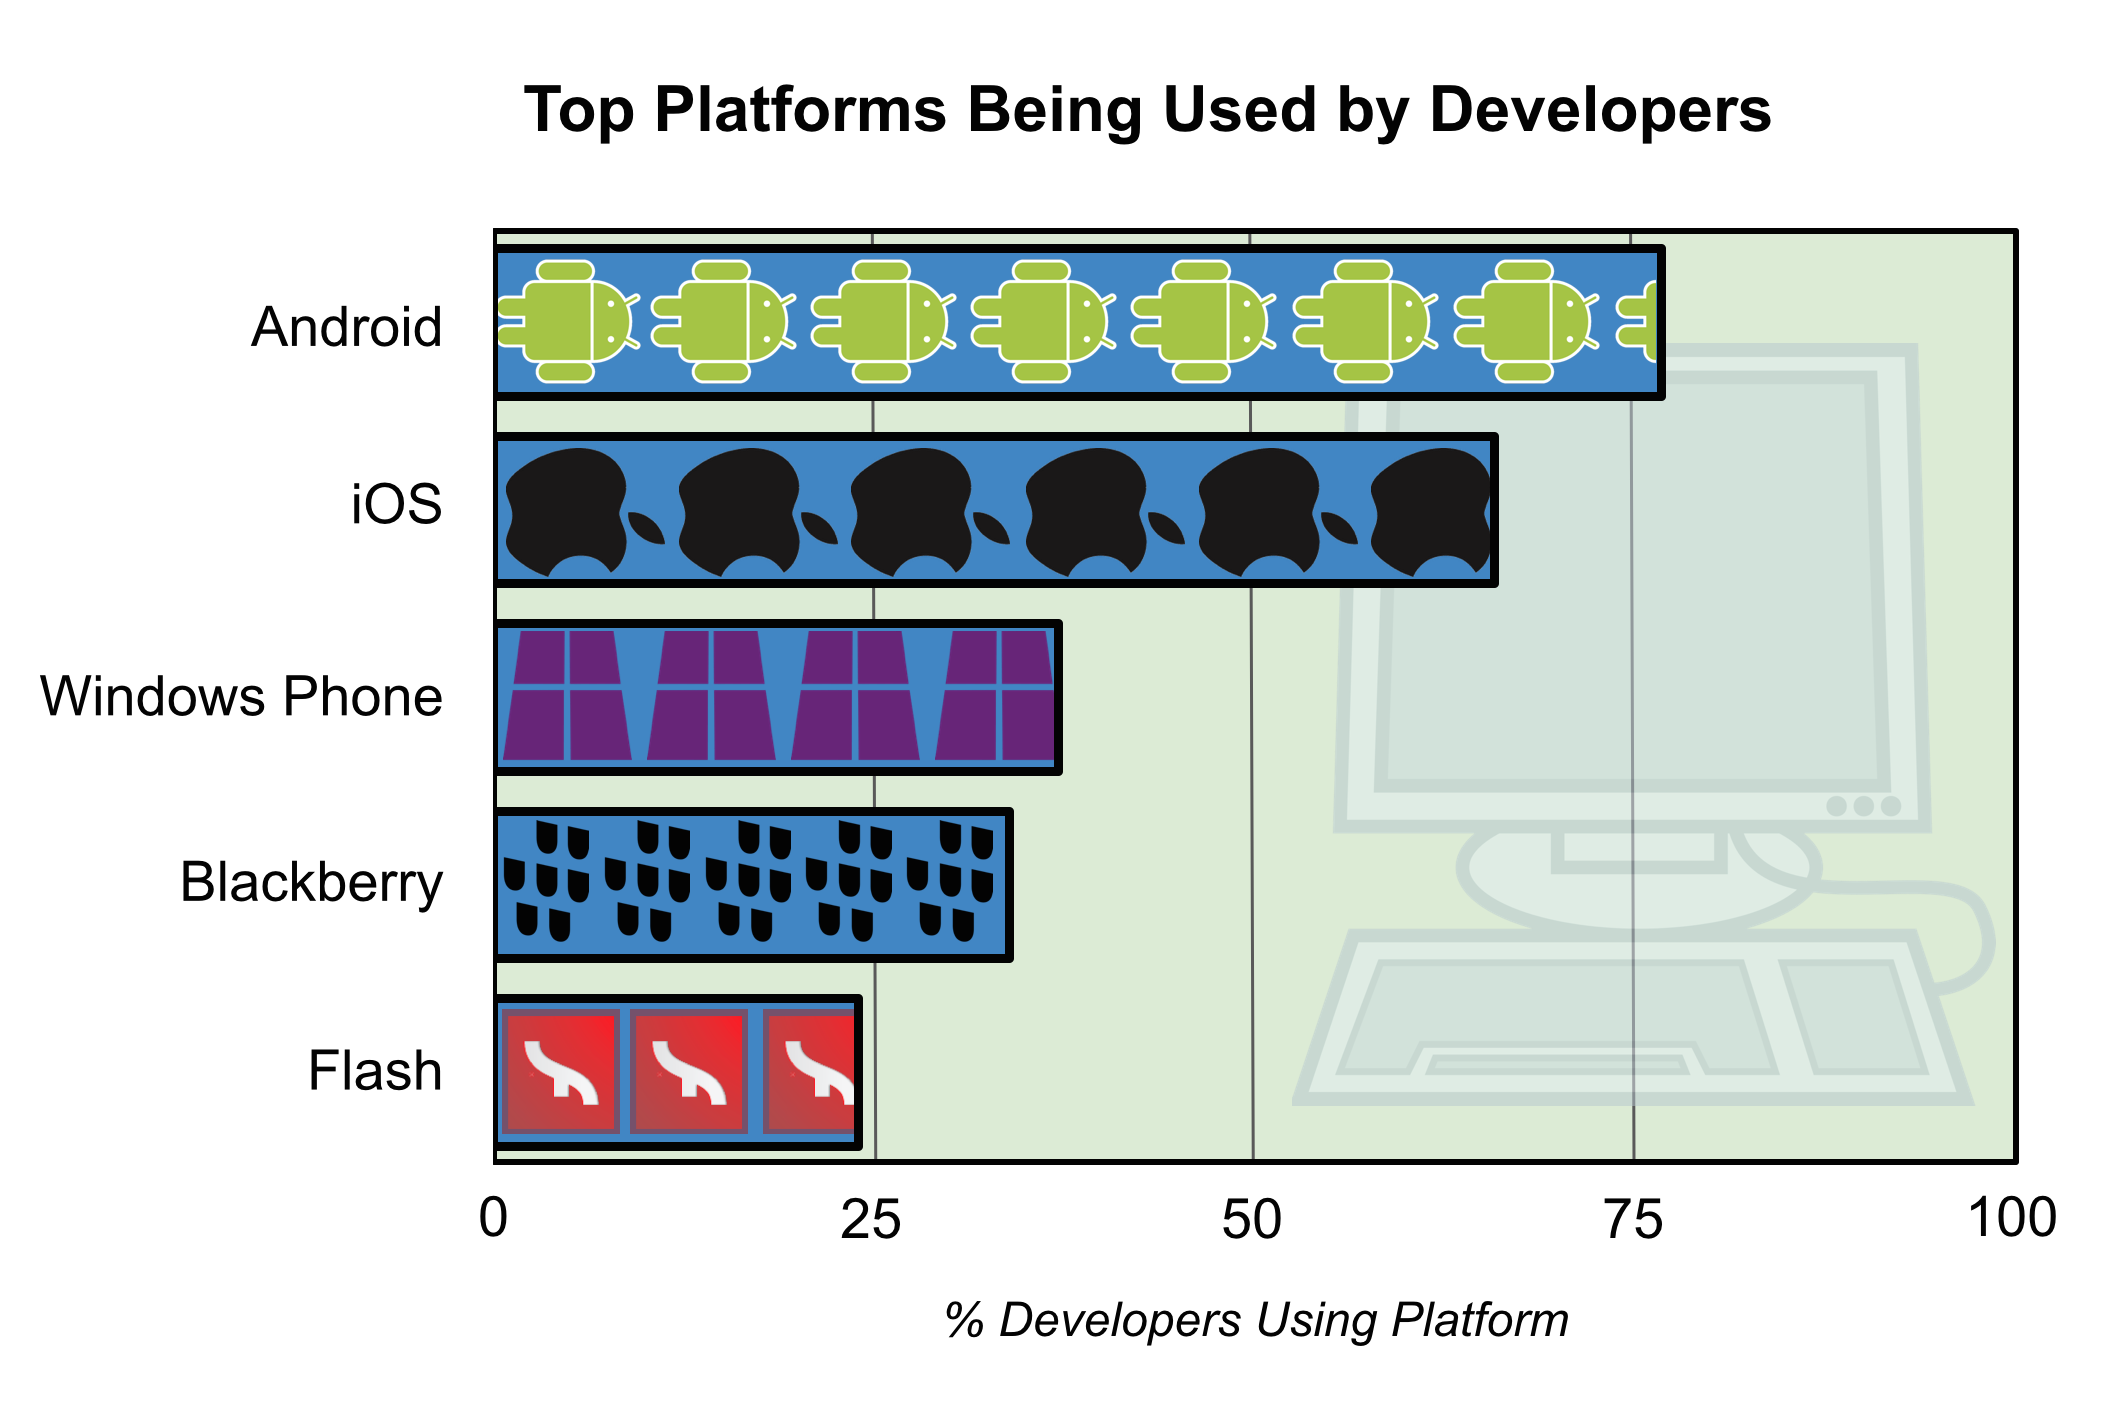 Top Platforms Being Used by Developers
Android
iOS
Windows Phone
Blackberry
Flash
0 25 50 75 100
% Developers Using Platform